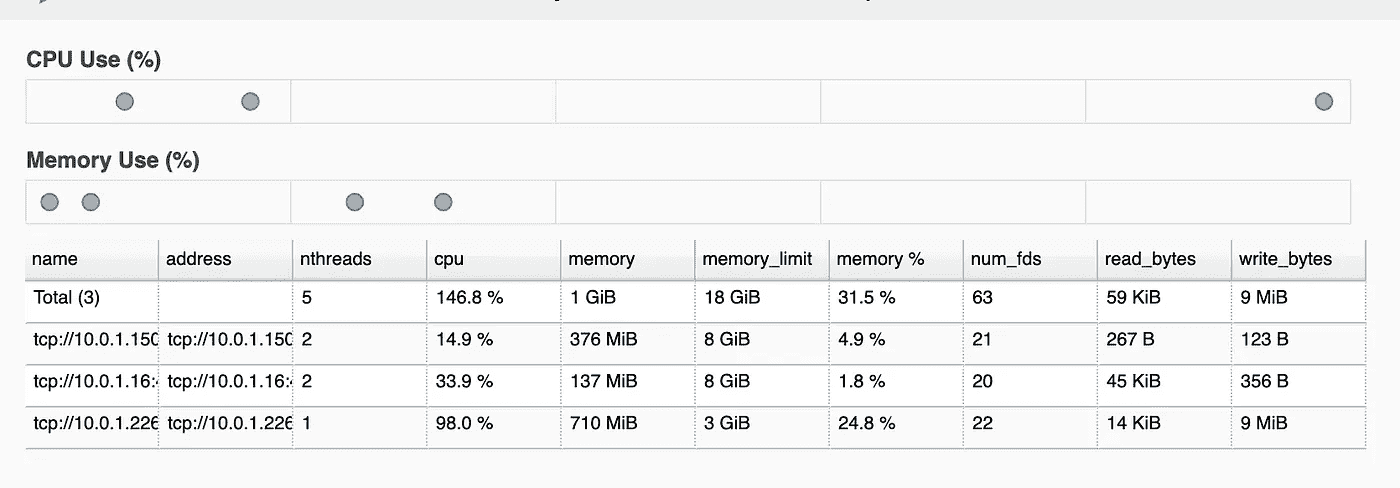 CPU Use (%)
Memory Use (%)
name address nthreads cpu memory memory_limit memory % num_fds read_bytes write_bytes
Total (3) 5 146.8 % 1 GiB 18 GiB 31.5 % 63 59 KiB 9 MiB
tcp://10.0.1.150 tcp://10.0.1.150 2 14.9 % 376 MiB 8 GiB 4.9 % 21 267 B 123 B
tcp://10.0.1.16: tcp://10.0.1.16: 2 33.9 % 137 MiB 8 GiB 1.8 % 20 45 KiB 356 B
tcp://10.0.1.226 tcp://10.0.1.226 1 98.0 % 710 MiB 3 GiB 24.8 % 22 14 KiB 9 MiB